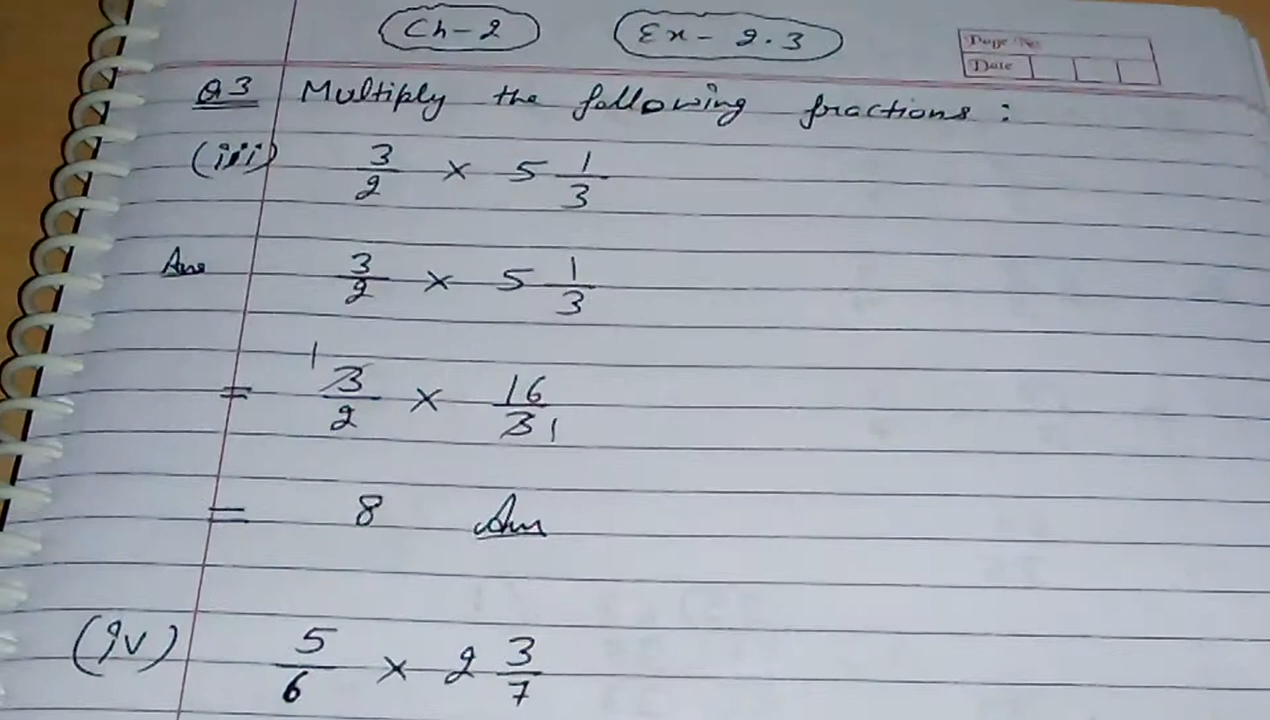 Ch-2 Ex-2.3
Page No:
Date
Q3 Multiply the following fractions:
(iii) 3/2 × 5 1/3
Ans 3/2 × 5 1/3
= 1 3/2 × 16/3 1
= 8 Ans
(iv) 5/6 × 2 3/7